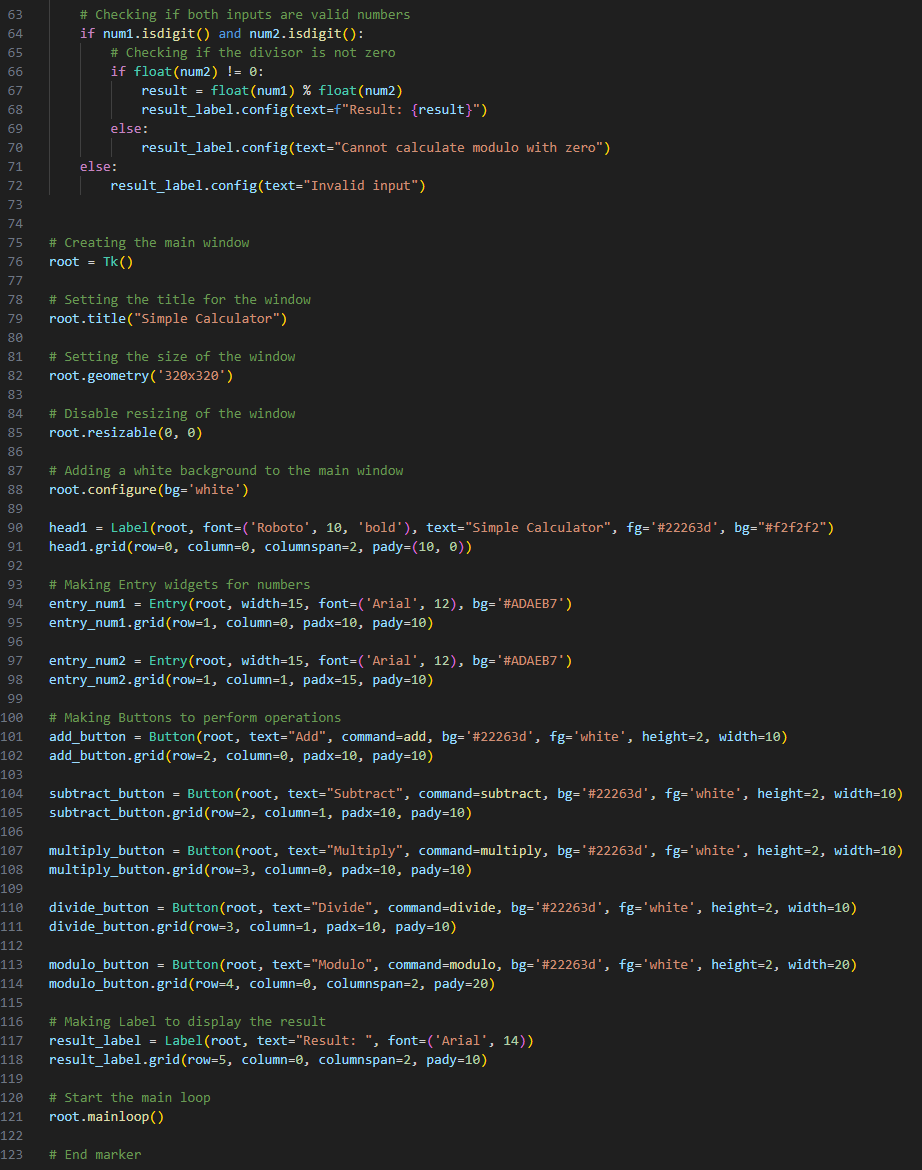 63 # Checking if both inputs are valid numbers
64 if num1.isdigit() and num2.isdigit():
65 # Checking if the divisor is not zero
66 if float(num2) != 0:
67 result = float(num1) % float(num2)
68 result_label.config(text=f"Result: {result}")
69 else:
70 result_label.config(text="Cannot calculate modulo with zero")
71 else:
72 result_label.config(text="Invalid input")
73
74
75 # Creating the main window
76 root = Tk()
77
78 # Setting the title for the window
79 root.title("Simple Calculator")
80
81 # Setting the size of the window
82 root.geometry('320x320')
83
84 # Disable resizing of the window
85 root.resizable(0, 0)
86
87 # Adding a white background to the main window
88 root.configure(bg='white')
89
90 head1 = Label(root, font=('Roboto', 10, 'bold'), text="Simple Calculator", fg='#22263d', bg="#f2f2f2")
91 head1.grid(row=0, column=0, columnspan=2, pady=(10, 0))
92
93 # Making Entry widgets for numbers
94 entry_num1 = Entry(root, width=15, font=('Arial', 12), bg='#ADAEB7')
95 entry_num1.grid(row=1, column=0, padx=10, pady=10)
96
97 entry_num2 = Entry(root, width=15, font=('Arial', 12), bg='#ADAEB7')
98 entry_num2.grid(row=1, column=1, padx=15, pady=10)
99
100 # Making Buttons to perform operations
101 add_button = Button(root, text="Add", command=add, bg='#22263d', fg='white', height=2, width=10)
102 add_button.grid(row=2, column=0, padx=10, pady=10)
103
104 subtract_button = Button(root, text="Subtract", command=subtract, bg='#22263d', fg='white', height=2, width=10)
105 subtract_button.grid(row=2, column=1, padx=10, pady=10)
106
107 multiply_button = Button(root, text="Multiply", command=multiply, bg='#22263d', fg='white', height=2, width=10)
108 multiply_button.grid(row=3, column=0, padx=10, pady=10)
109
110 divide_button = Button(root, text="Divide", command=divide, bg='#22263d', fg='white', height=2, width=10)
111 divide_button.grid(row=3, column=1, padx=10, pady=10)
112
113 modulo_button = Button(root, text="Modulo", command=modulo, bg='#22263d', fg='white', height=2, width=20)
114 modulo_button.grid(row=4, column=0, columnspan=2, pady=20)
115
116 # Making Label to display the result
117 result_label = Label(root, text="Result: ", font=('Arial', 14))
118 result_label.grid(row=5, column=0, columnspan=2, pady=10)
119
120 # Start the main loop
121 root.mainloop()
122
123 # End marker